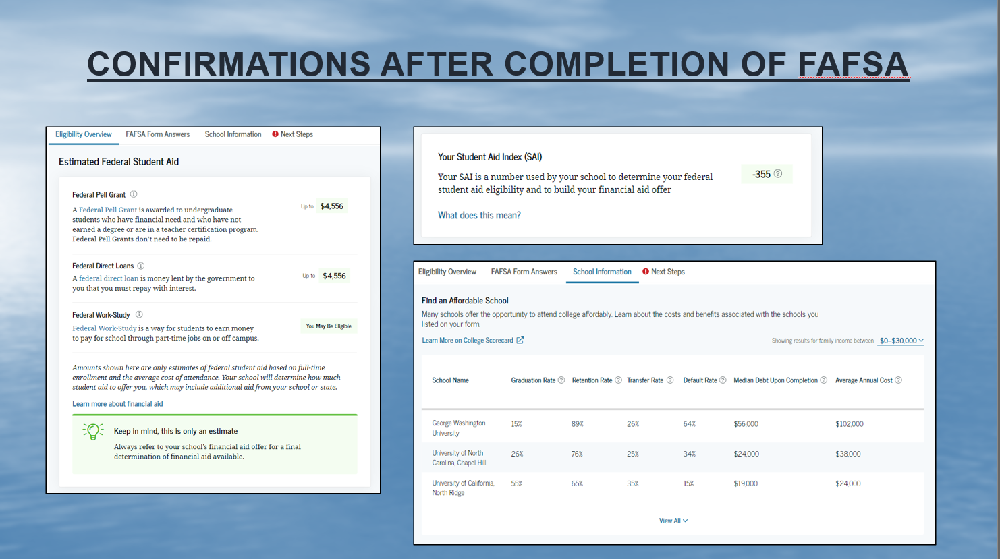 CONFIRMATIONS AFTER COMPLETION OF FAFSA
Eligibility Overview FAFSA Form Answers School Information Next Steps
Estimated Federal Student Aid
Federal Pell Grant
A Federal Pell Grant is awarded to undergraduate
students who have financial need and who have not
earned a degree or are in a teacher certification program.
Federal Pell Grants don't need to be repaid.
Up to $4,556
Federal Direct Loans
A federal direct loan is money lent by the government to
you that you must repay with interest.
Up to $4,556
Federal Work-Study
Federal Work-Study is a way for students to earn money
to pay for school through part-time jobs on or off campus.
You May Be Eligible
Amounts shown here are only estimates of federal student aid based on full-time
enrollment and the average cost of attendance. Your school will determine how much
student aid to offer you, which may include additional aid from your school or state.
Learn more about financial aid
Keep in mind, this is only an estimate
Always refer to your school's financial aid offer for a final
determination of financial aid available.
Your Student Aid Index (SAI)
Your SAI is a number used by your school to determine your federal
student aid eligibility and to build your financial aid offer
-355
What does this mean?
Eligibility Overview FAFSA Form Answers School Information Next Steps
Find an Affordable School
Many schools offer the opportunity to attend college affordably. Learn about the costs and benefits associated with the schools you
listed on your form.
Learn More on College Scorecard
Showing results for family income between $0–$30,000
School Name Graduation Rate Retention Rate Transfer Rate Default Rate Median Debt Upon Completion Average Annual Cost
George Washington
University
15% 89% 26% 64% $56,000 $102,000
University of North
Carolina, Chapel Hill
26% 76% 25% 34% $24,000 $38,000
University of California,
North Ridge
55% 65% 35% 15% $19,000 $24,000
View All